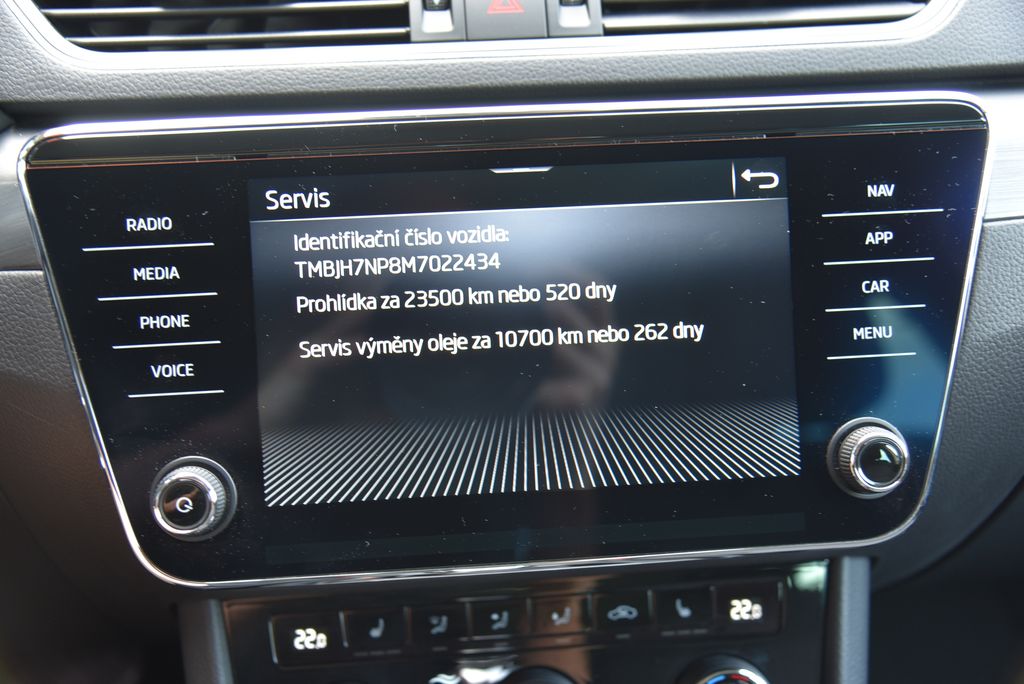 Servis
RADIO
MEDIA
PHONE
VOICE
Identifikační číslo vozidla:
TMBJH7NP8M7022434
Prohlídka za 23500 km nebo 520 dny
Servis výměny oleje za 10700 km nebo 262 dny
NAV
APP
CAR
MENU
22.0
22.0